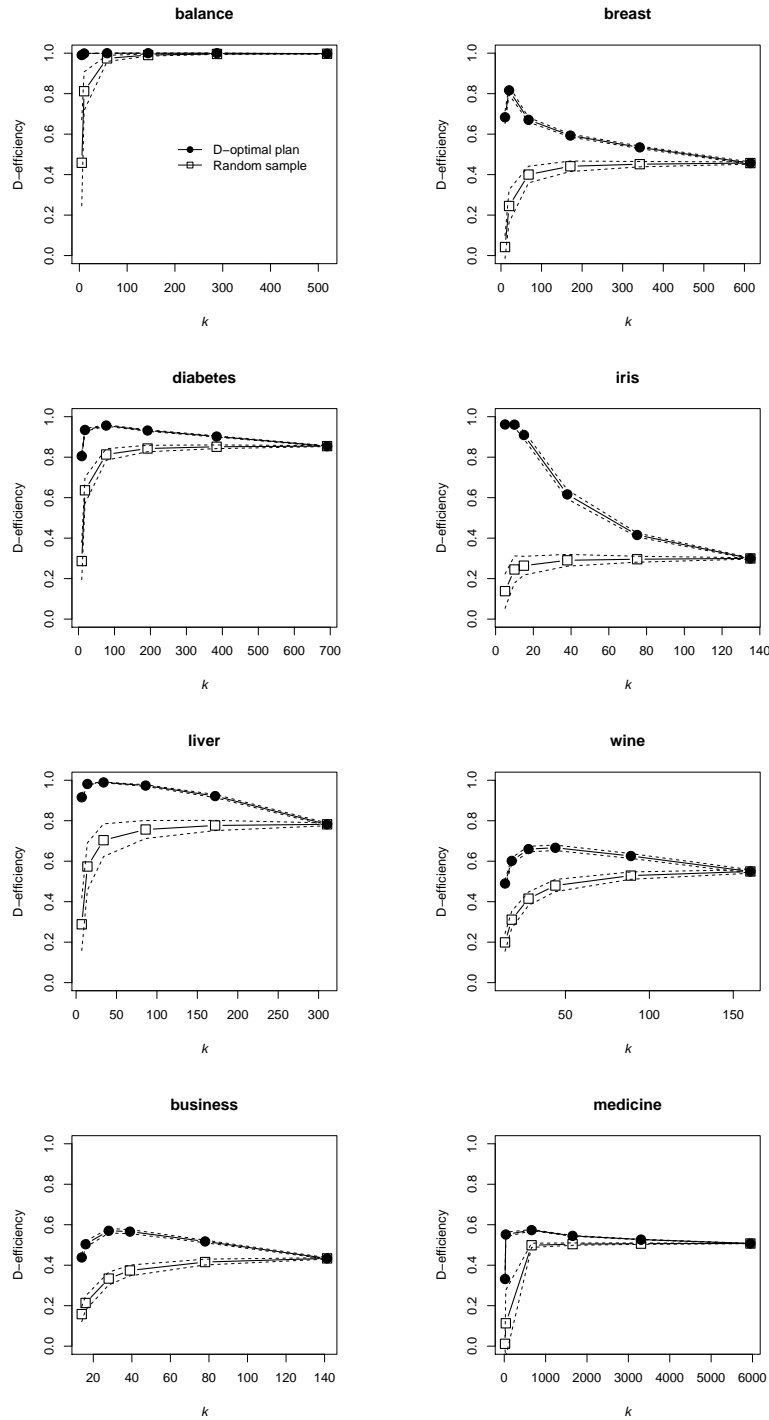 balance
1.0
0.8
0.6
0.4
0.2
0.0
D−efficiency
D−optimal plan
Random sample
0 100 200 300 400 500
k
breast
1.0
0.8
0.6
0.4
0.2
0.0
D−efficiency
0 100 200 300 400 500 600
k
diabetes
1.0
0.8
0.6
0.4
0.2
0.0
D−efficiency
0 100 200 300 400 500 600 700
k
iris
1.0
0.8
0.6
0.4
0.2
0.0
D−efficiency
0 20 40 60 80 100 120 140
k
liver
1.0
0.8
0.6
0.4
0.2
0.0
D−efficiency
0 50 100 150 200 250 300
k
wine
1.0
0.8
0.6
0.4
0.2
0.0
D−efficiency
50 100 150
k
business
1.0
0.8
0.6
0.4
0.2
0.0
D−efficiency
20 40 60 80 100 120 140
k
medicine
1.0
0.8
0.6
0.4
0.2
0.0
D−efficiency
0 1000 2000 3000 4000 5000 6000
k